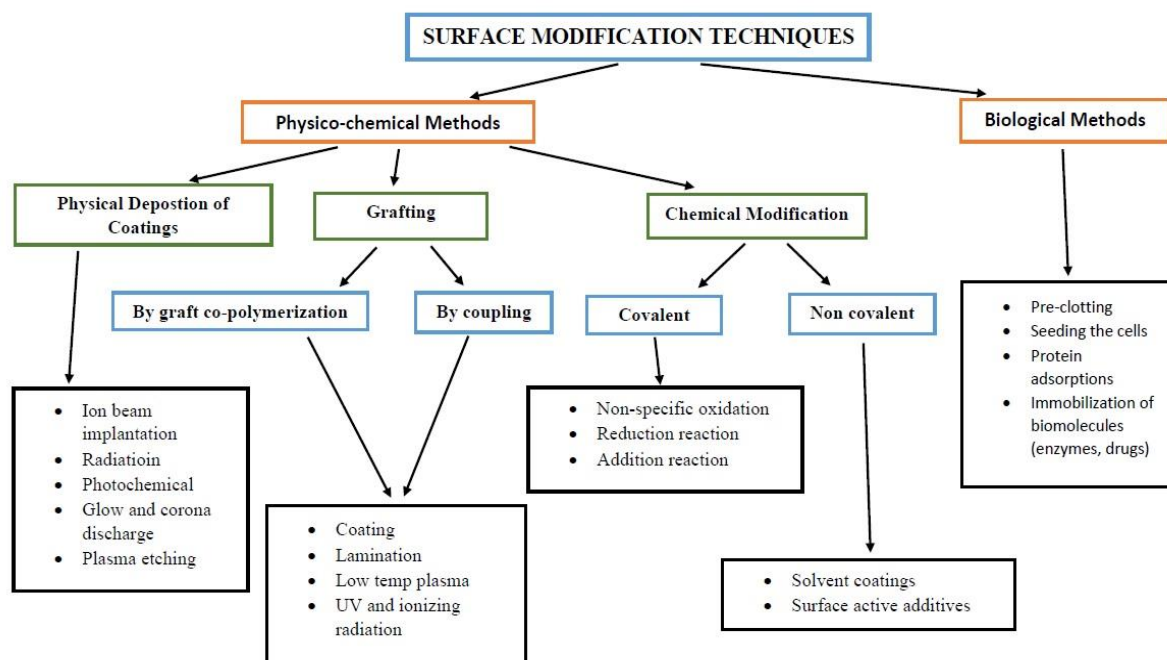 SURFACE MODIFICATION TECHNIQUES
Physico-chemical Methods
Biological Methods
Physical Depostion of
Coatings
Grafting
Chemical Modification
By graft co-polymerization
By coupling
Covalent
Non covalent
• Ion beam
implantation
• Radiatioin
• Photochemical
• Glow and corona
discharge
• Plasma etching
• Coating
• Lamination
• Low temp plasma
• UV and ionizing
radiation
• Non-specific oxidation
• Reduction reaction
• Addition reaction
• Solvent coatings
• Surface active additives
• Pre-clotting
• Seeding the cells
• Protein
adsorptions
• Immobilization of
biomolecules
(enzymes, drugs)